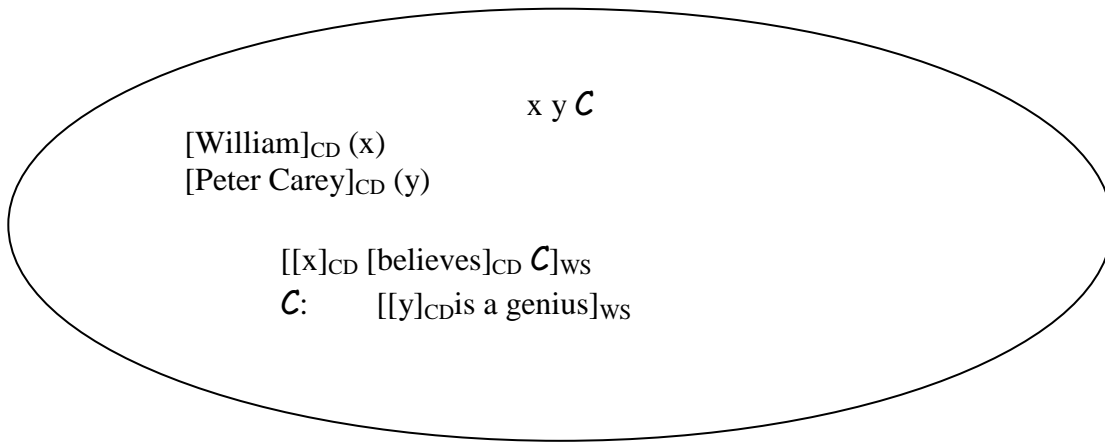 x y C
[William]CD (x)
[Peter Carey]CD (y)
[[x]CD [believes]CD C]WS
C: [[y]CDis a genius]WS